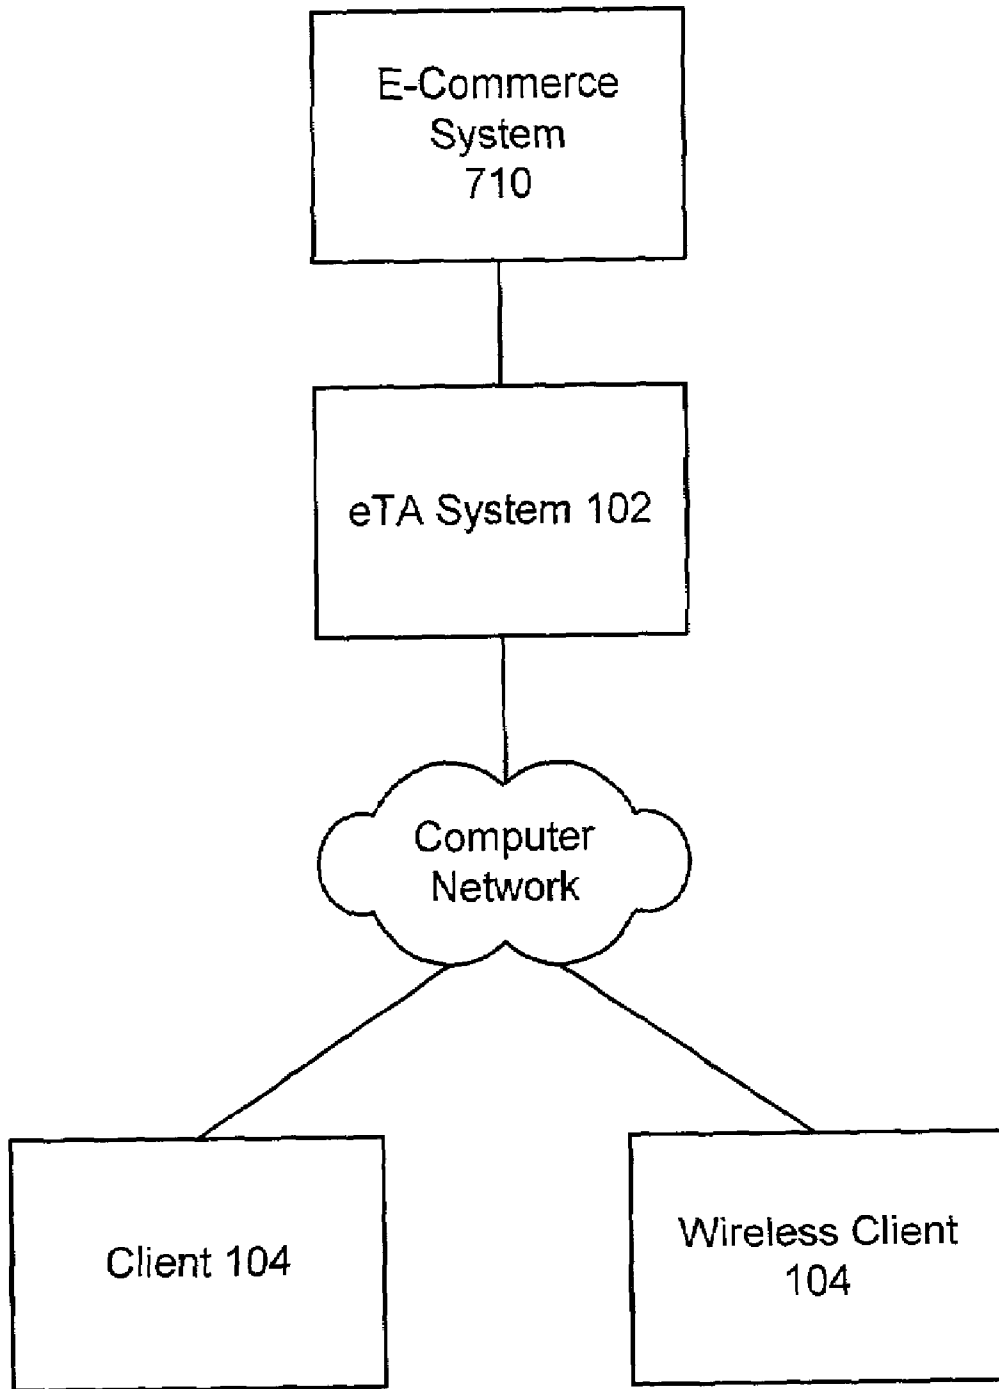 E-Commerce
System
710
eTA System 102
Computer
Network
Client 104
Wireless Client
104